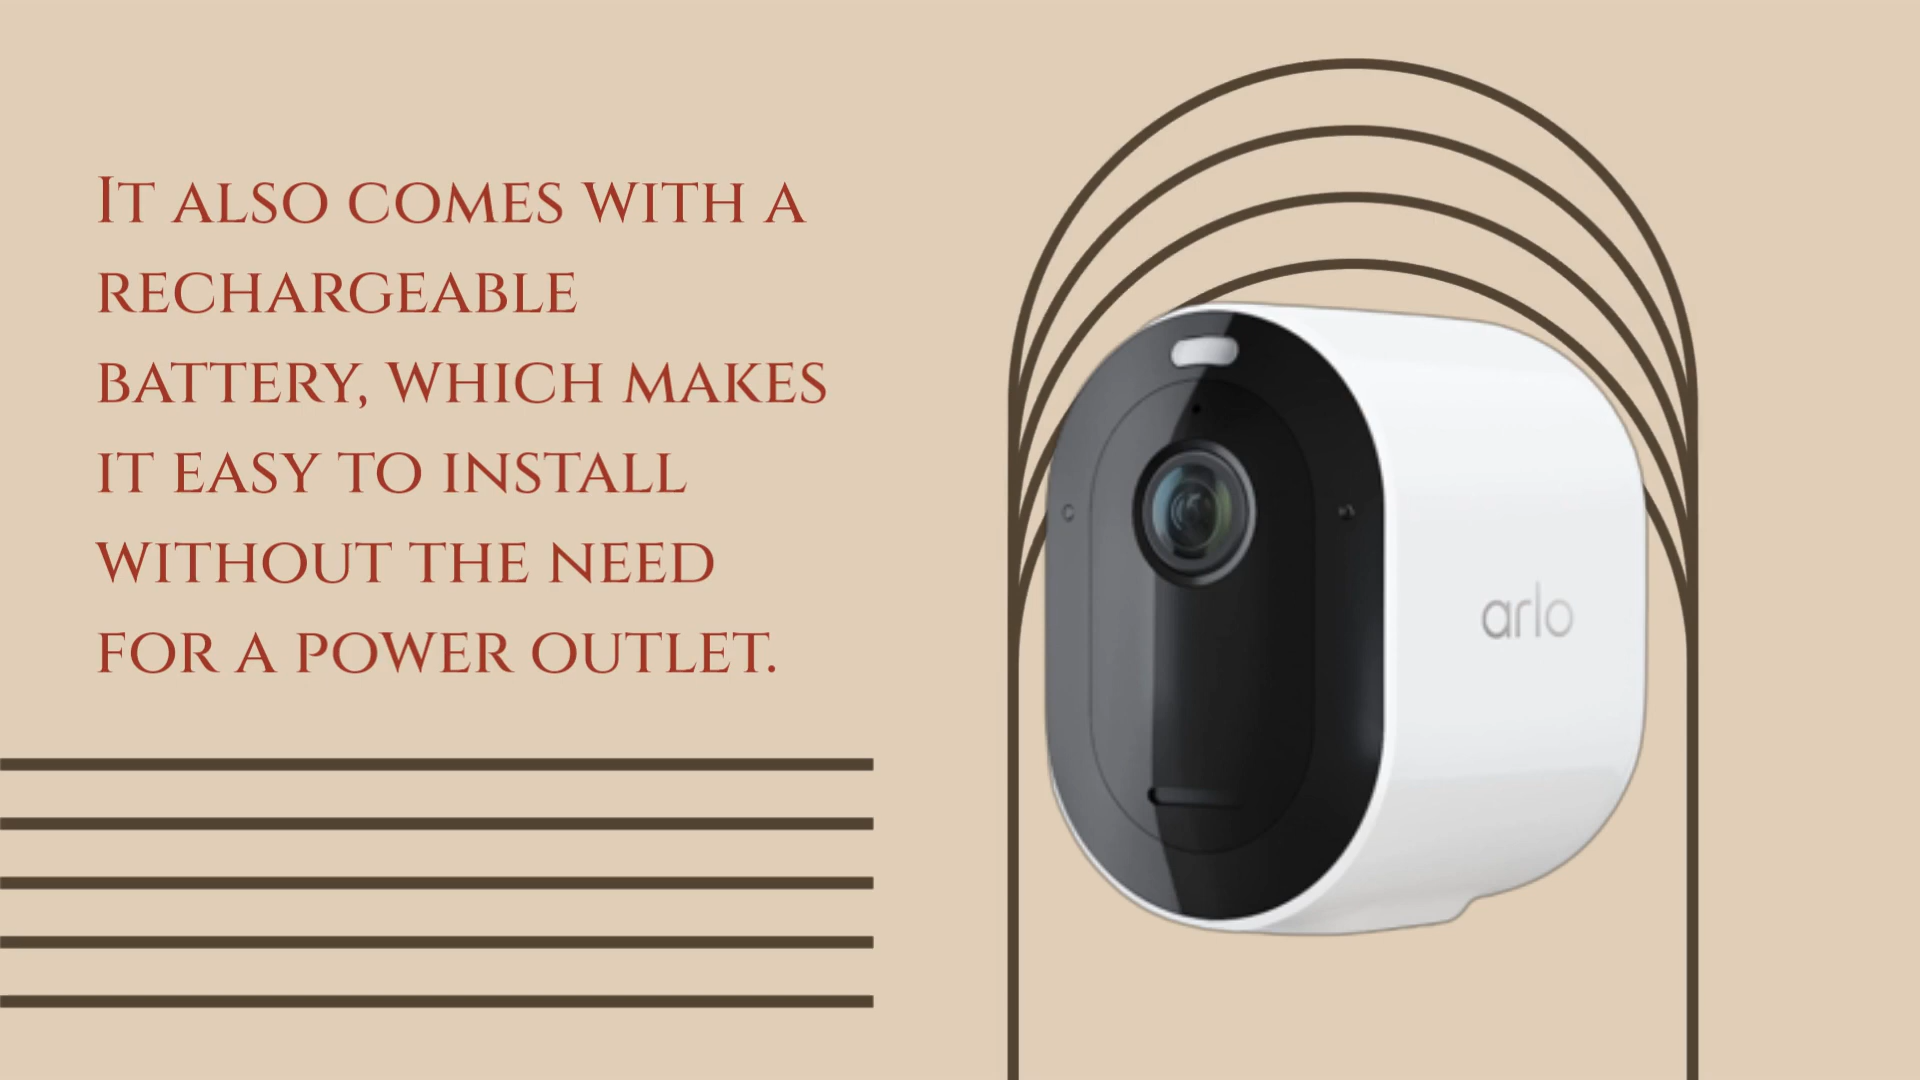 It also comes with a
rechargeable
battery, which makes
it easy to install
without the need
for a power outlet.
arlo